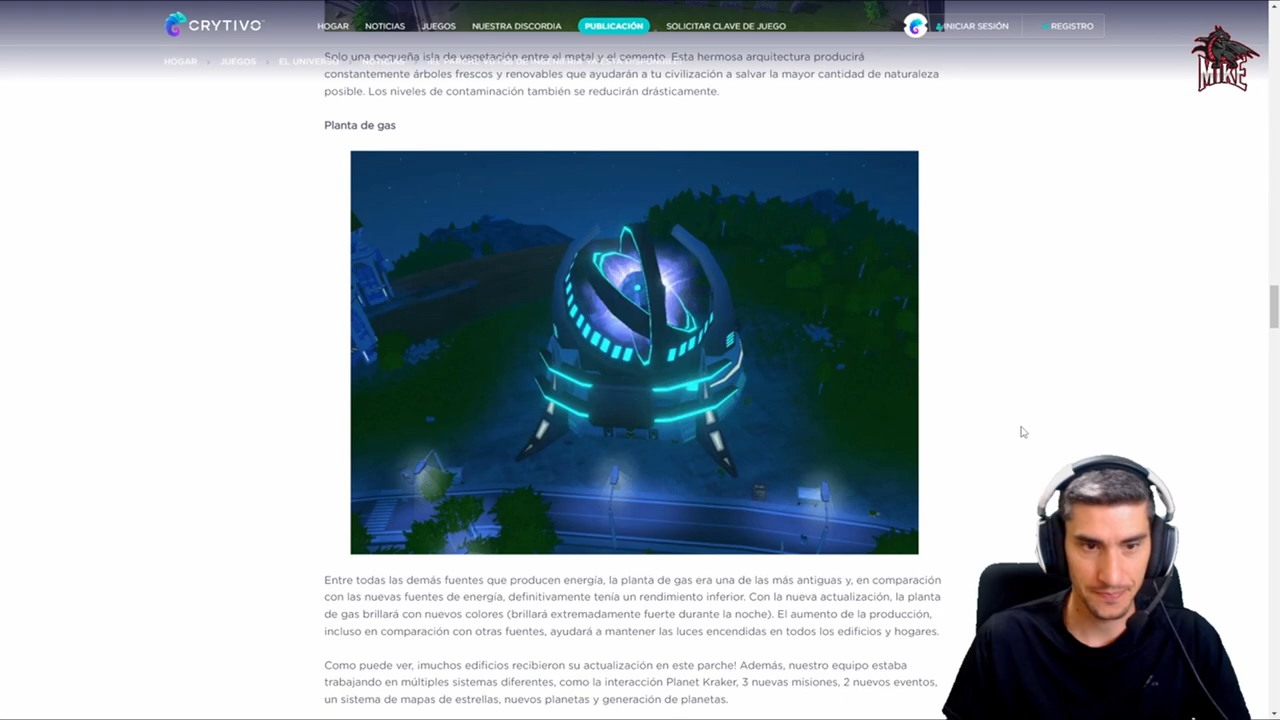 CRYTIVO
HOGAR NOTICIAS JUEGOS NUESTRA DISCORDIA PUBLICACIÓN SOLICITAR CLAVE DE JUEGO INICIAR SESIÓN REGISTRO
MIKE
Solo una pequeña isla de vegetación entre el metal y el cemento. Esta hermosa arquitectura producirá
HOGAR > JUEGOS > EL UNIVERSO
constantemente árboles frescos y renovables que ayudarán a tu civilización a salvar la mayor cantidad de naturaleza
posible. Los niveles de contaminación también se reducirán drásticamente.
Planta de gas
Entre todas las demás fuentes que producen energía, la planta de gas era una de las más antiguas y, en comparación
con las nuevas fuentes de energía, definitivamente tenía un rendimiento inferior. Con la nueva actualización, la planta
de gas brillará con nuevos colores (brillará extremadamente fuerte durante la noche). El aumento de la producción,
incluso en comparación con otras fuentes, ayudará a mantener las luces encendidas en todos los edificios y hogares.
Como puede ver, ¡muchos edificios recibieron su actualización en este parche! Además, nuestro equipo estaba
trabajando en múltiples sistemas diferentes, como la interacción Planet Kraker, 3 nuevas misiones, 2 nuevos eventos,
un sistema de mapas de estrellas, nuevos planetas y generación de planetas.